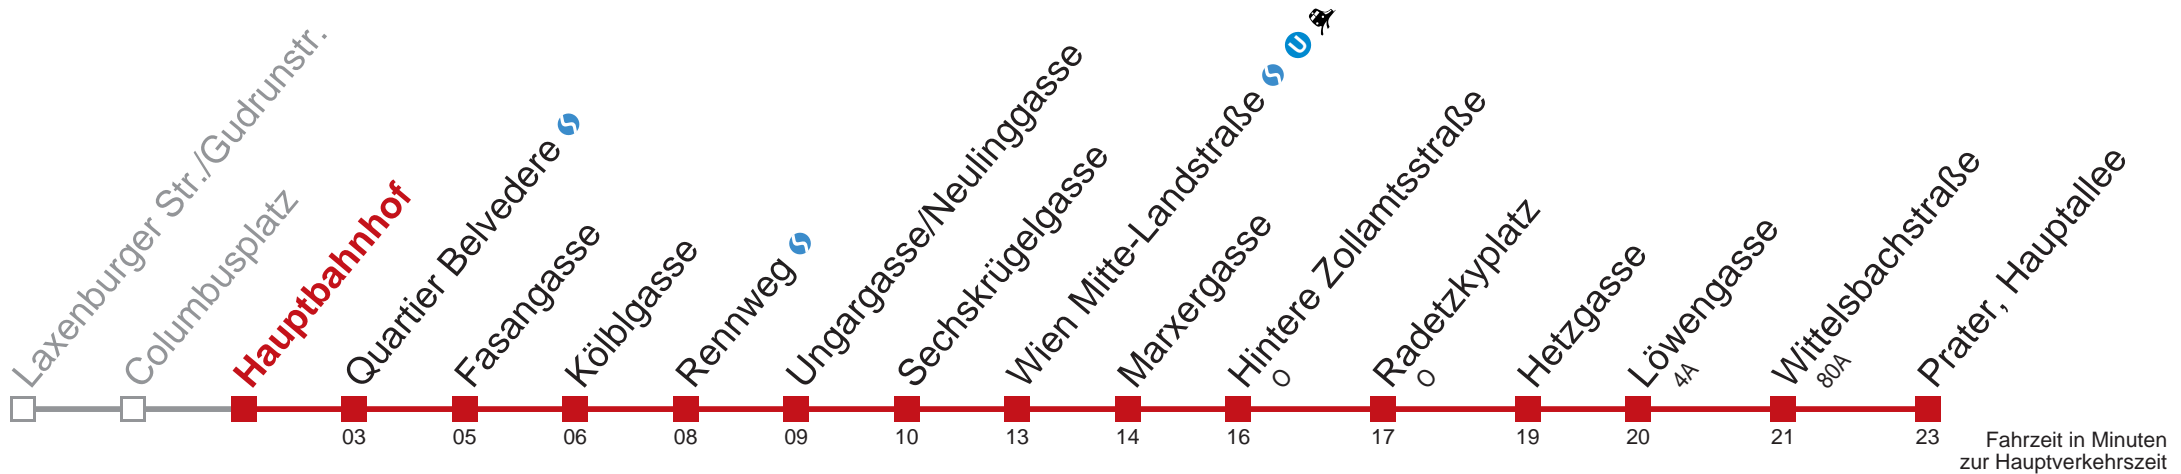 Laxenburger Str./Gudrunstr.
Columbusplatz
Hauptbahnhof
Quartier Belvedere
Fasangasse
Kölblgasse
Rennweg
Ungargasse/Neulinggasse
Sechskrügelgasse
Wien Mitte-Landstraße U
Marxergasse
Hintere Zollamtsstraße
O
Radetzkyplatz
O
Hetzgasse
Löwengasse
4A
Wittelsbachstraße
80A
Prater, Hauptallee
03 05 06 08 09 10 13 14 16 17 19 20 21 23
Fahrzeit in Minuten
zur Hauptverkehrszeit